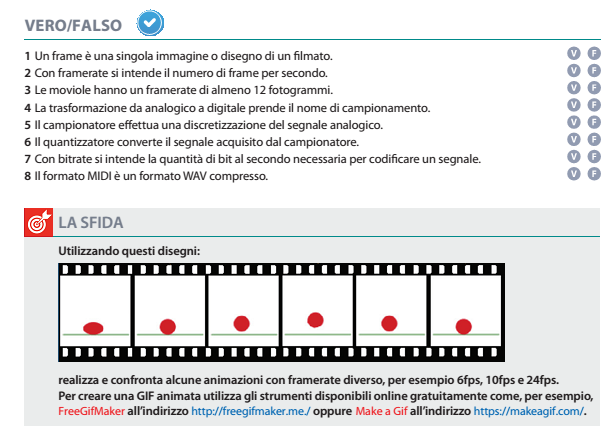 VERO/FALSO
1 Un frame è una singola immagine o disegno di un filmato. V F
2 Con framerate si intende il numero di frame per secondo. V F
3 Le moviole hanno un framerate di almeno 12 fotogrammi. V F
4 La trasformazione da analogico a digitale prende il nome di campionamento. V F
5 Il campionatore effettua una discretizzazione del segnale analogico. V F
6 Il quantizzatore converte il segnale acquisito dal campionatore. V F
7 Con bitrate si intende la quantità di bit al secondo necessaria per codificare un segnale. V F
8 Il formato MIDI è un formato WAV compresso. V F
LA SFIDA
Utilizzando questi disegni:
realizza e confronta alcune animazioni con framerate diverso, per esempio 6fps, 10fps e 24fps.
Per creare una GIF animata utilizza gli strumenti disponibili online gratuitamente come, per esempio,
FreeGifMaker all'indirizzo http://freegifmaker.me./ oppure Make a Gif all'indirizzo https://makeagif.com/.